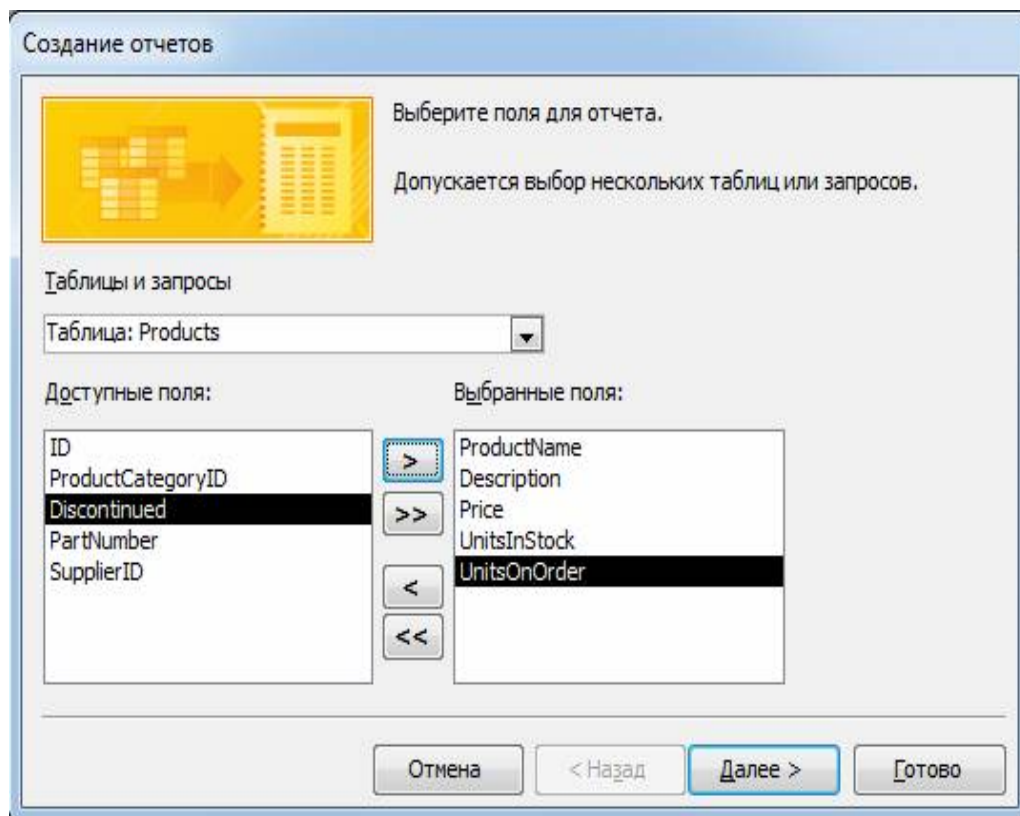 Создание отчетов
Выберите поля для отчета.
Допускается выбор нескольких таблиц или запросов.
Таблицы и запросы
Таблица: Products
Доступные поля:
ID
ProductCategoryID
Discontinued
PartNumber
SupplierID
>
>>
<
<<
Выбранные поля:
ProductName
Description
Price
UnitsInStock
UnitsOnOrder
Отмена
< Назад
Далее >
Готово